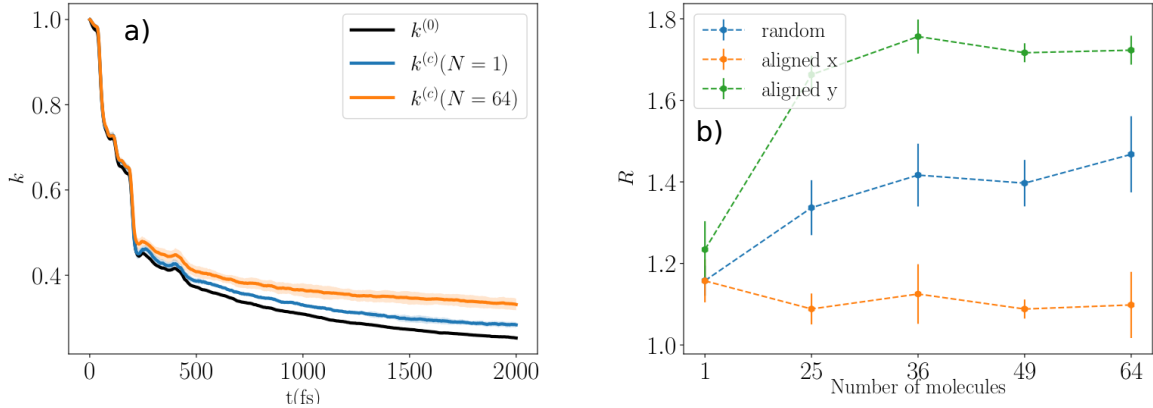 a)
k^{(0)}
k^{(c)}(N = 1)
k^{(c)}(N = 64)
1.0
0.8
0.6
0.4
k
0
500
1000
1500
2000
t(fs)
b)
random
aligned x
aligned y
1.8
1.6
1.4
1.2
1.0
R
1
25
36
49
64
Number of molecules